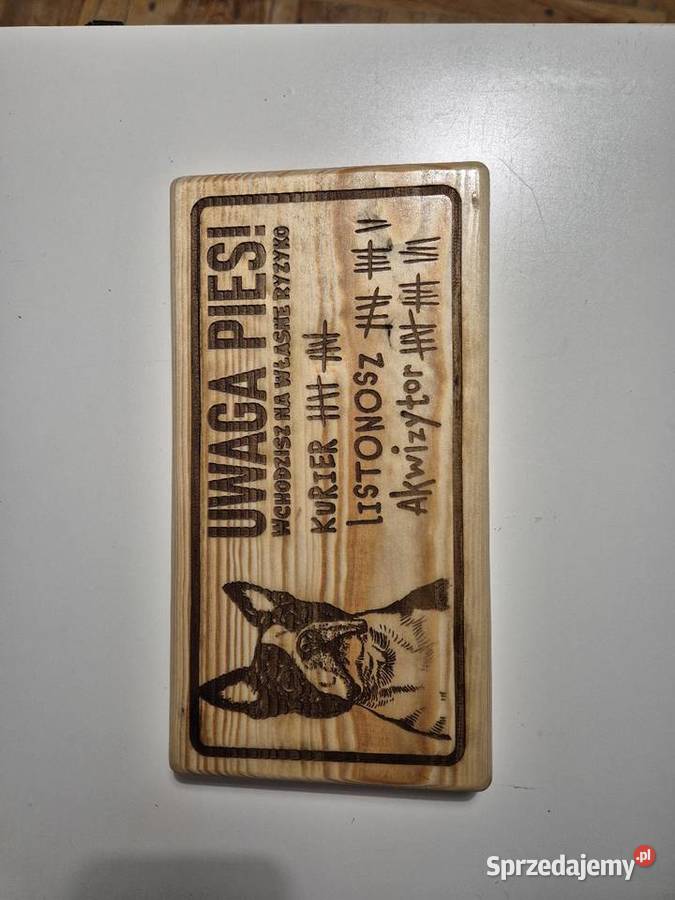 UWAGA PIES!
WCHODZISZ NA WŁASNE RYZYKO
KURIER
LISTONOSZ
Akwizytor
Sprzedajemy.pl